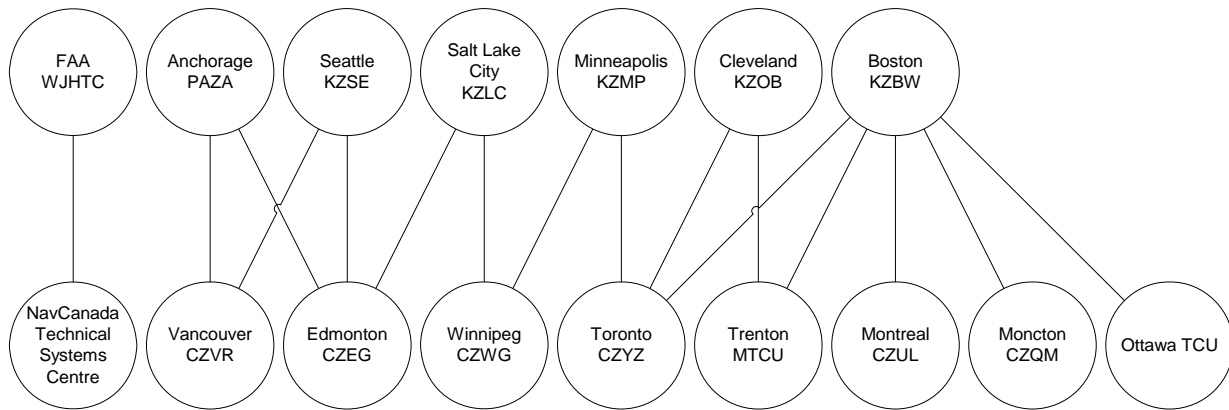 FAA
WJHTC
Anchorage
PAZA
Seattle
KZSE
Salt Lake
City
KZLC
Minneapolis
KZMP
Cleveland
KZOB
Boston
KZBW
NavCanada
Technical
Systems
Centre
Vancouver
CZVR
Edmonton
CZEG
Winnipeg
CZWG
Toronto
CZYZ
Trenton
MTCU
Montreal
CZUL
Moncton
CZQM
Ottawa TCU